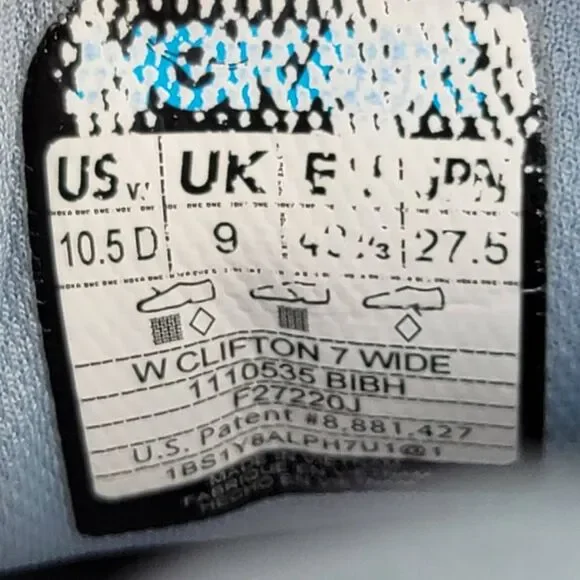 US W UK EU JPN
10.5 D 9 27.5
W CLIFTON 7 WIDE
1110535 BIBH
F27220J
U.S. Patent #8,881,427
1BS1Y8ALPH7U1@1